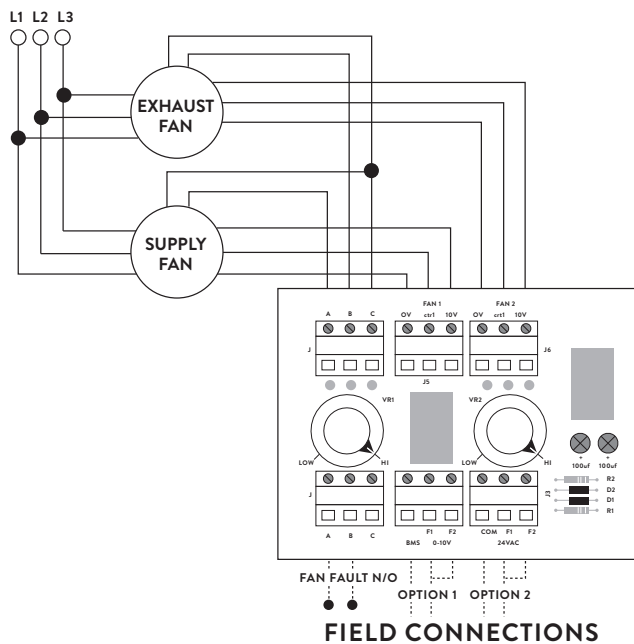 L1 L2 L3
EXHAUST
FAN
SUPPLY
FAN
FAN 1 FAN 2
A B C OV ctr1 10V OV crt1 10V
J J6
J5
VR1 VR2
LOW HI LOW HI
+ +
100uf 100uf
R2
D2
D1
R1
J J3
F1 F2 COM F1 F2
A B C BMS 0-10V 24VAC
FAN FAULT N/O
OPTION 1 OPTION 2
FIELD CONNECTIONS